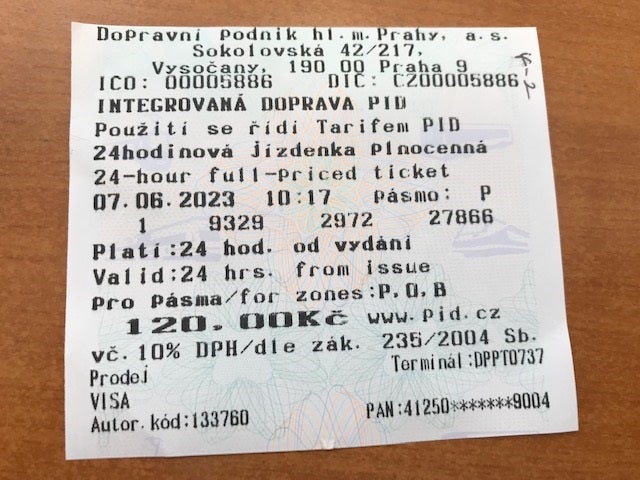 Dopravní podnik hl.m.Prahy, a.s.
Sokolovská 42/217,
Vysočany, 190 00 Praha 9
IČO: 00005886 DIČ: CZ00005886
INTEGROVANÁ DOPRAVA PID
Použití se řídi Tarifem PID
24hodinová jízdenka plnocenná
24-hour full-priced ticket
07.06.2023 10:17 pásmo: P
1 9329 2972 27866
Platí:24 hod. od vydání
Valid:24 hrs. from issue
Pro pásma/for zones:P,0,B
120,00Kč www.pid.cz
vč. 10% DPH/dle zák. 235/2004 Sb.
Prodej Terminál:DPPT0737
VISA
Autor.kód:133760 PAN:41250*******9004